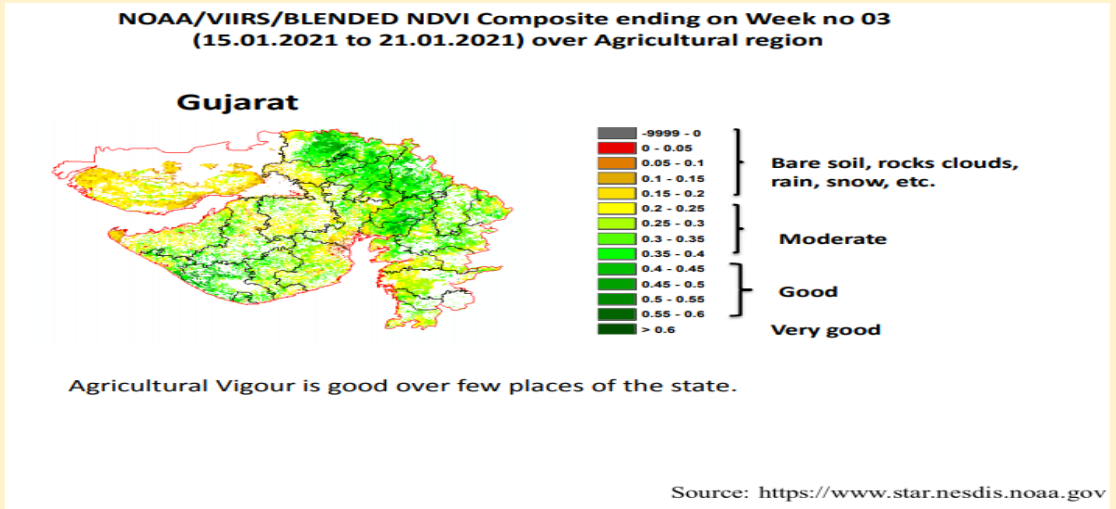 NOAA/VIIRS/BLENDED NDVI Composite ending on Week no 03
(15.01.2021 to 21.01.2021) over Agricultural region
Gujarat
-9999 - 0
0 - 0.05
0.05 - 0.1
0.1 - 0.15
0.15 - 0.2
0.2 - 0.25
0.25 - 0.3
0.3 - 0.35
0.35 - 0.4
0.4 - 0.45
0.45 - 0.5
0.5 - 0.55
0.55 - 0.6
> 0.6
Bare soil, rocks clouds,
rain, snow, etc.
Moderate
Good
Very good
Agricultural Vigour is good over few places of the state.
Source: https://www.star.nesdis.noaa.gov